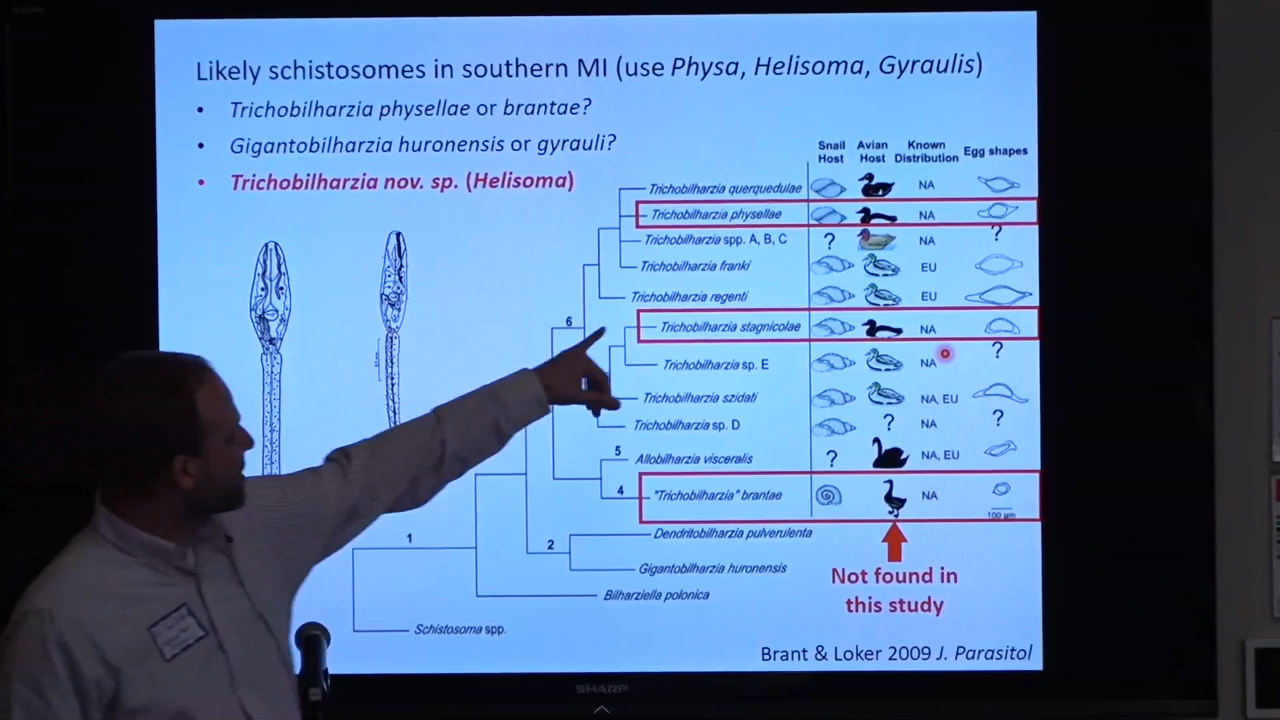 Likely schistosomes in southern MI (use Physa, Helisoma, Gyraulis)
• Trichobilharzia physellae or brantae?
• Gigantobilharzia huronensis or gyrauli?
• Trichobilharzia nov. sp. (Helisoma)
Snail Host Avian Host Known Distribution Egg shapes
Trichobilharzia querquedulae NA
Trichobilharzia physellae NA
Trichobilharzia spp. A, B, C ? NA ?
Trichobilharzia franki EU
Trichobilharzia regenti EU
6
Trichobilharzia stagnicolae NA
Trichobilharzia sp. E NA ?
Trichobilharzia szidati NA, EU
Trichobilharzia sp. D ? NA ?
5 Allobilharzia visceralis ? NA, EU
4 "Trichobilharzia" brantae NA
100 µm
Dendritobilharzia pulverulenta
1 2
Gigantobilharzia huronensis
Bilharziella polonica
Schistosoma spp.
Not found in
this study
Brant & Loker 2009 J. Parasitol
SHARP